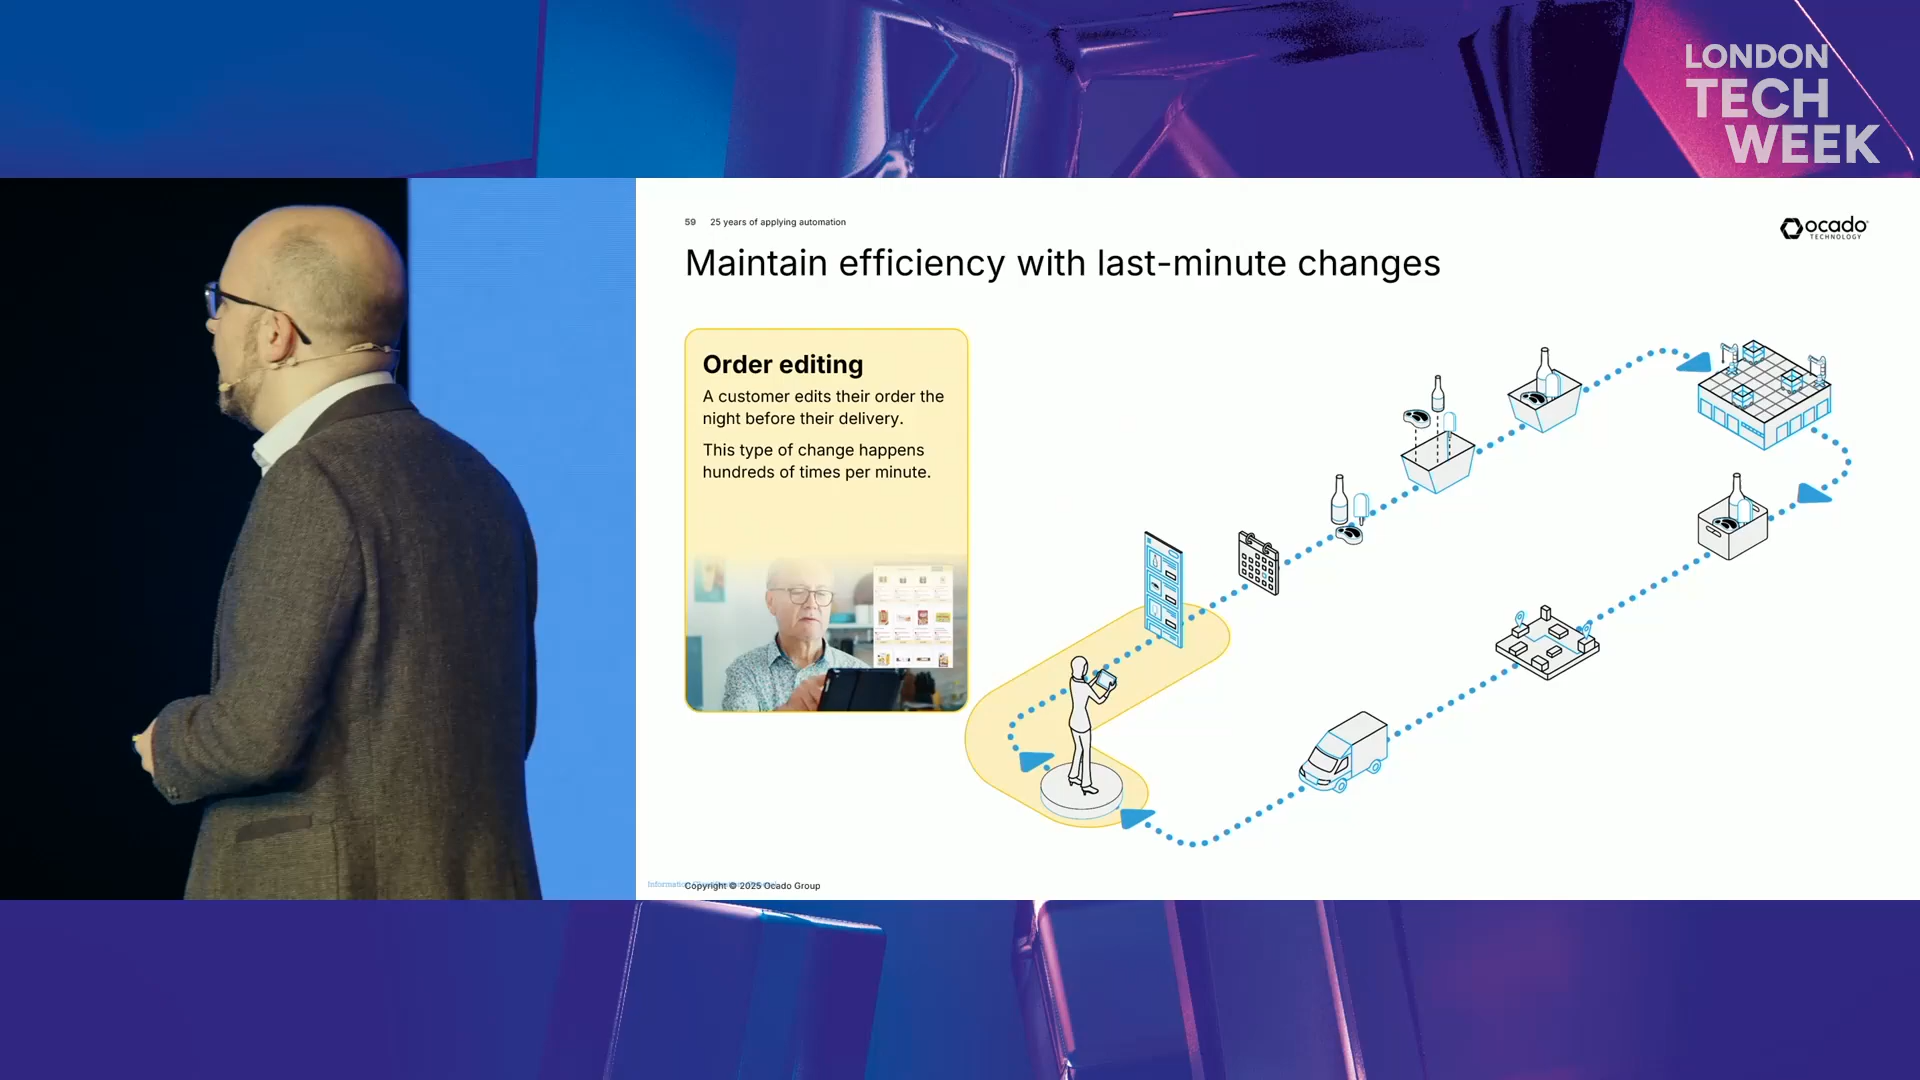 LONDON
TECH
WEEK
59 25 years of applying automation
ocado
TECHNOLOGY
Maintain efficiency with last-minute changes
Order editing
A customer edits their order the
night before their delivery.
This type of change happens
hundreds of times per minute.
Copyright © 2025 Ocado Group